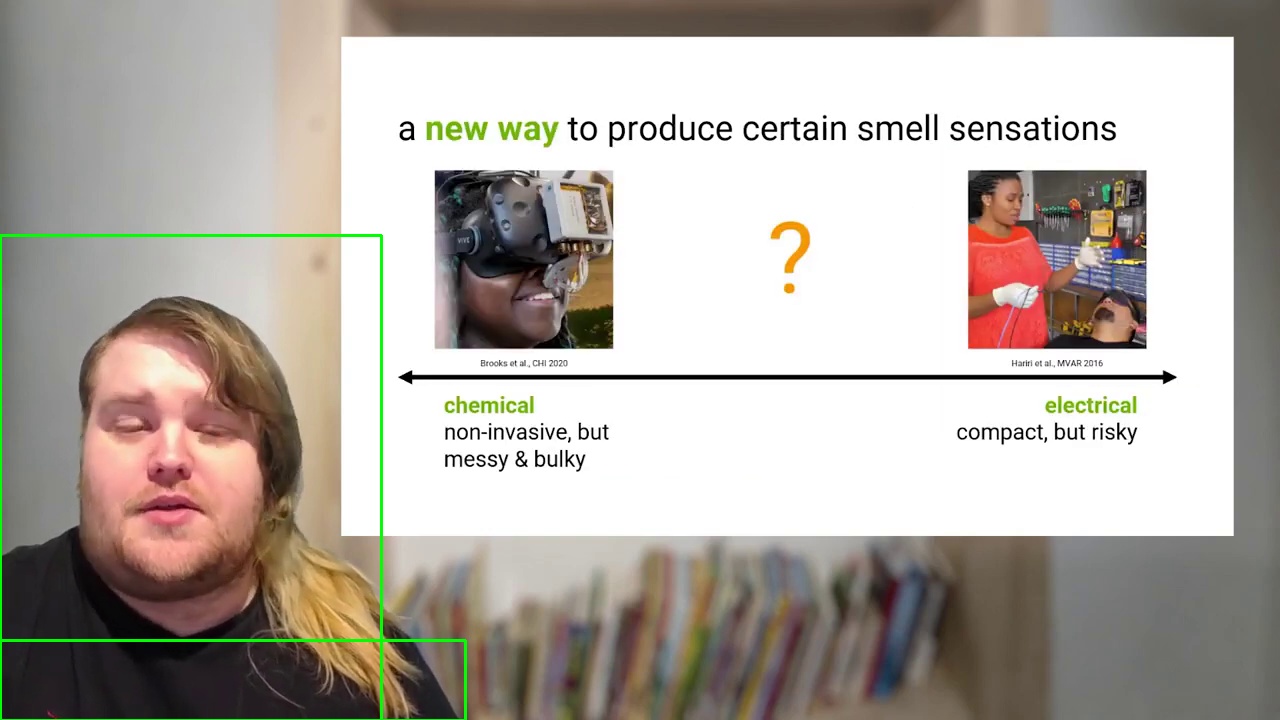 a new way to produce certain smell sensations
VIVE
?
Brooks et al., CHI 2020
Hariri et al., MVAR 2016
chemical
non-invasive, but
messy & bulky
electrical
compact, but risky